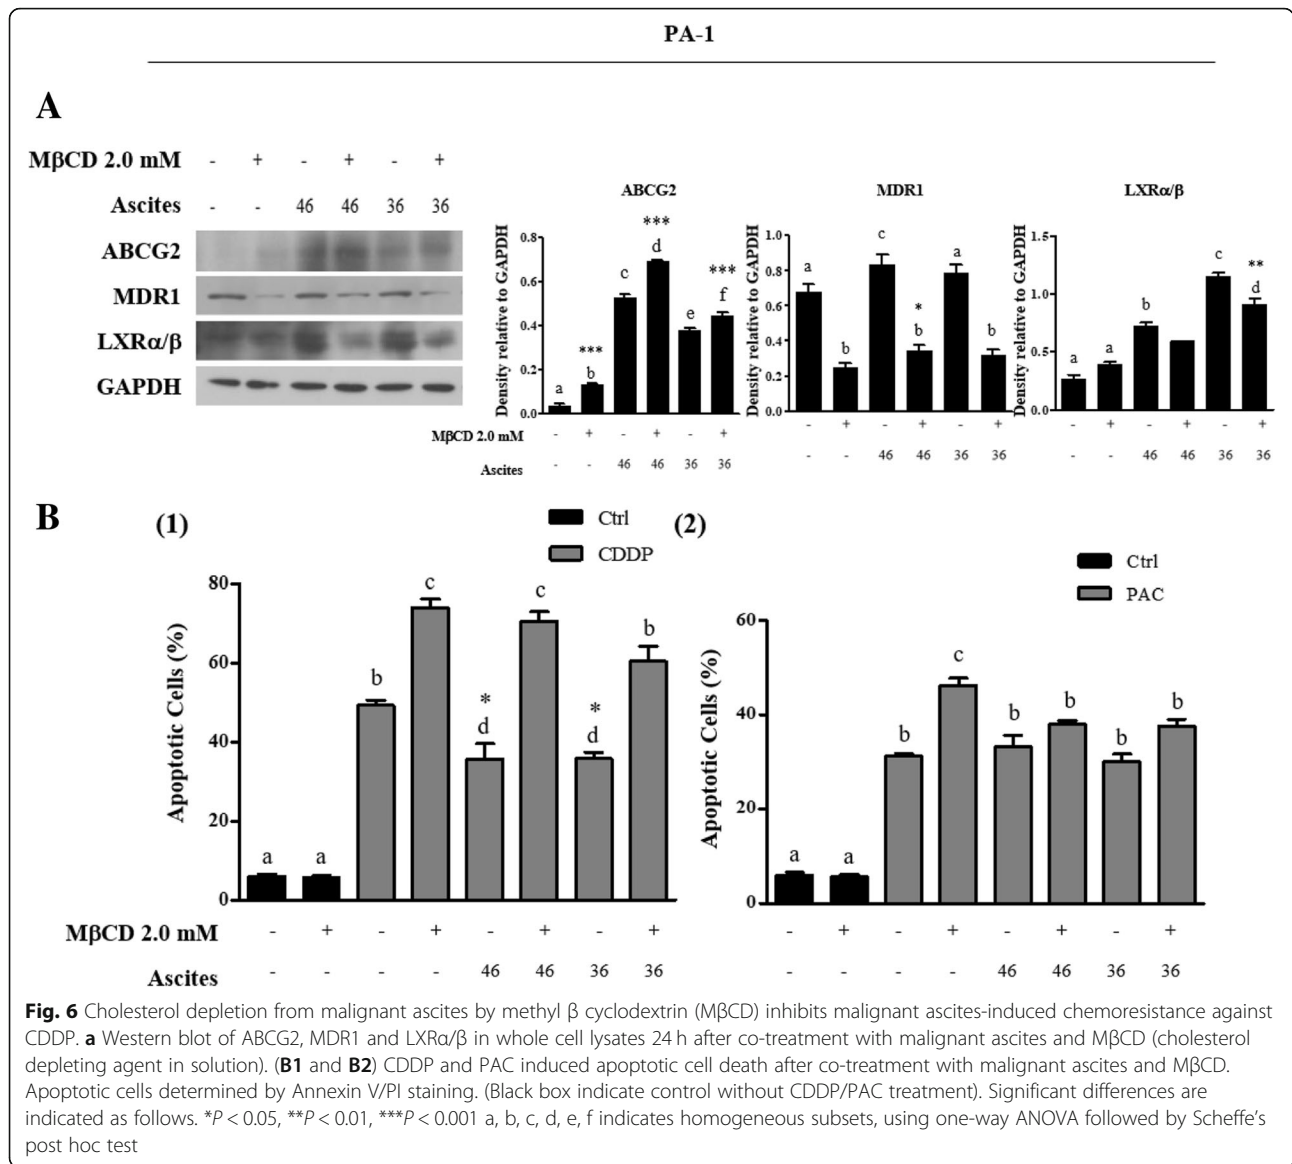 PA-1
A
MβCD 2.0 mM - + - + - +
Ascites - - 46 46 36 36
ABCG2
MDR1
LXRα/β
GAPDH
ABCG2
Density relative to GAPDH
0.8
0.6
0.4
0.2
0.0
a *** b c *** d e *** f
MβCD 2.0 mM - + - + - +
Ascites - - 46 46 36 36
MDR1
Density relative to GAPDH
1.0
0.8
0.6
0.4
0.2
0.0
a b c * b a b
- + - + - +
- - 46 46 36 36
LXRα/β
Density relative to GAPDH
1.5
1.0
0.5
0.0
a a b c ** d
- + - + - +
- - 46 46 36 36
B
(1)
Ctrl
CDDP
Apoptotic Cells (%)
80
60
40
20
0
a a b c * d c * d b
MβCD 2.0 mM - + - + - + - +
Ascites - - - - 46 46 36 36
(2)
Ctrl
PAC
Apoptotic Cells (%)
60
40
20
0
a a b c b b b b
- + - + - + - +
- - - - 46 46 36 36
Fig. 6 Cholesterol depletion from malignant ascites by methyl β cyclodextrin (MβCD) inhibits malignant ascites-induced chemoresistance against
CDDP. a Western blot of ABCG2, MDR1 and LXRα/β in whole cell lysates 24 h after co-treatment with malignant ascites and MβCD (cholesterol
depleting agent in solution). (B1 and B2) CDDP and PAC induced apoptotic cell death after co-treatment with malignant ascites and MβCD.
Apoptotic cells determined by Annexin V/PI staining. (Black box indicate control without CDDP/PAC treatment). Significant differences are
indicated as follows. *P < 0.05, **P < 0.01, ***P < 0.001 a, b, c, d, e, f indicates homogeneous subsets, using one-way ANOVA followed by Scheffe's
post hoc test